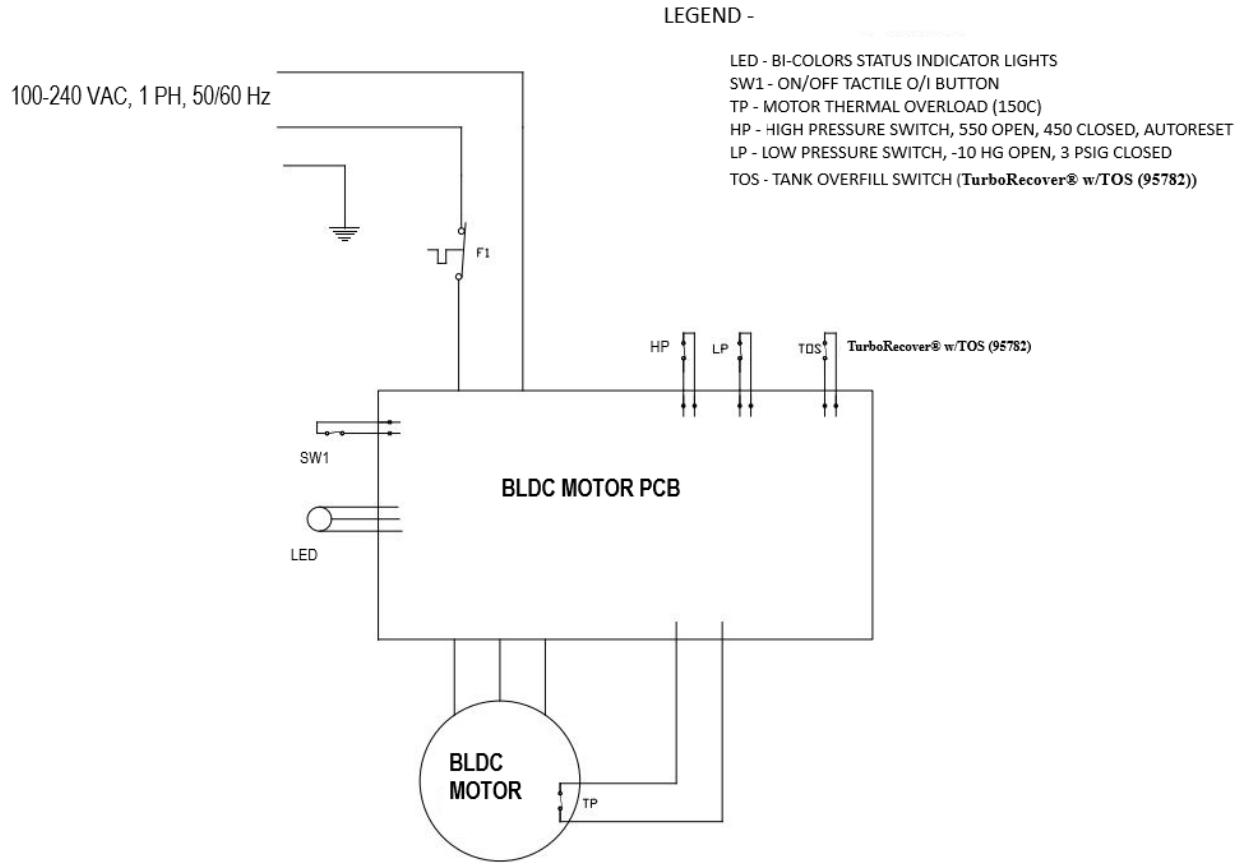 LEGEND -
LED - BI-COLORS STATUS INDICATOR LIGHTS
SW1 - ON/OFF TACTILE O/I BUTTON
TP - MOTOR THERMAL OVERLOAD (150C)
HP - HIGH PRESSURE SWITCH, 550 OPEN, 450 CLOSED, AUTORESET
LP - LOW PRESSURE SWITCH, -10 HG OPEN, 3 PSIG CLOSED
TOS - TANK OVERFILL SWITCH (TurboRecover® w/TOS (95782))
100-240 VAC, 1 PH, 50/60 Hz
F1
HP
LP
TOS
TurboRecover® w/TOS (95782)
SW1
BLDC MOTOR PCB
LED
BLDC
MOTOR
TP